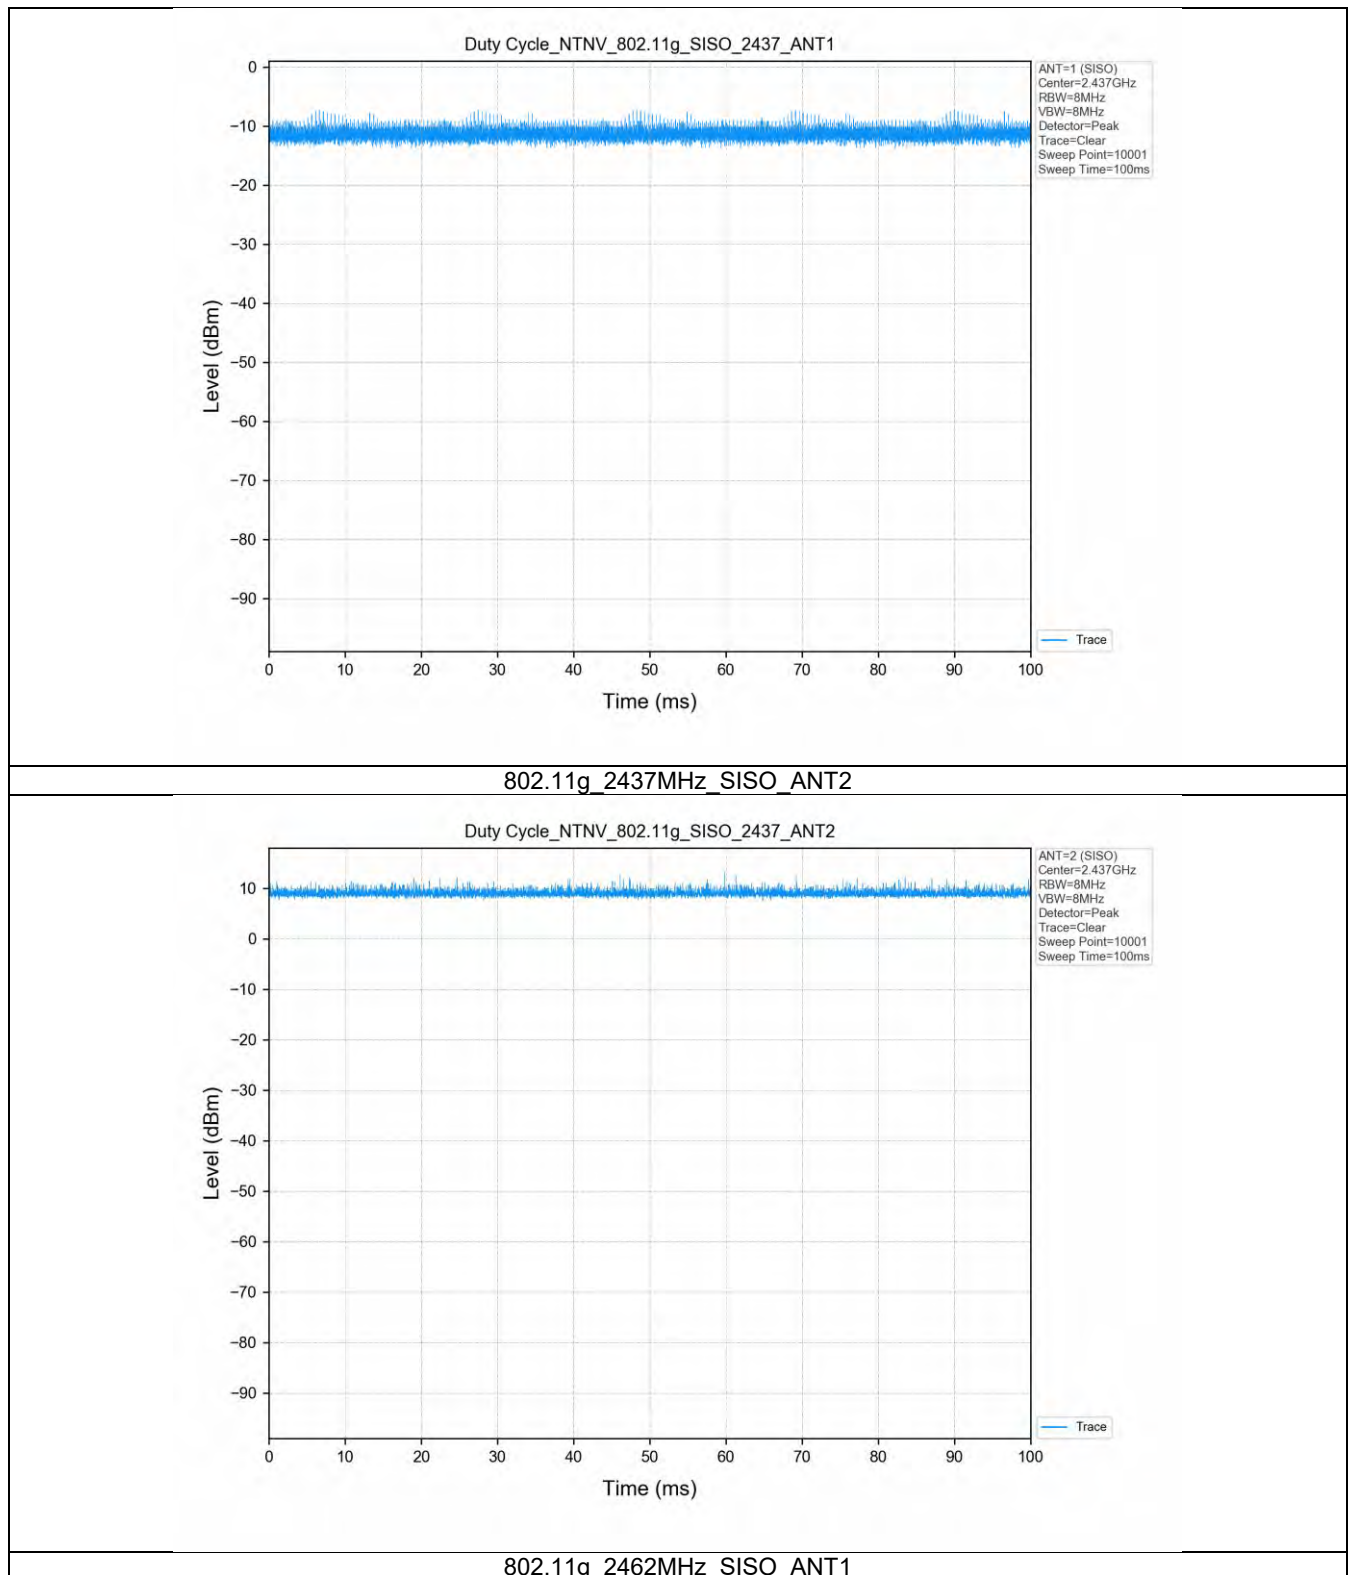 Duty Cycle_NTNV_802.11g_SISO_2437_ANT1
ANT=1 (SISO)
Center=2.437GHz
RBW=8MHz
VBW=8MHz
Detector=Peak
Trace=Clear
Sweep Point=10001
Sweep Time=100ms
0
−10
−20
−30
−40
−50
−60
−70
−80
−90
Level (dBm)
Trace
0 10 20 30 40 50 60 70 80 90 100
Time (ms)
802.11g_2437MHz_SISO_ANT2
Duty Cycle_NTNV_802.11g_SISO_2437_ANT2
ANT=2 (SISO)
Center=2.437GHz
RBW=8MHz
VBW=8MHz
Detector=Peak
Trace=Clear
Sweep Point=10001
Sweep Time=100ms
10
0
−10
−20
−30
−40
−50
−60
−70
−80
−90
Level (dBm)
Trace
0 10 20 30 40 50 60 70 80 90 100
Time (ms)
802.11g_2462MHz_SISO_ANT1